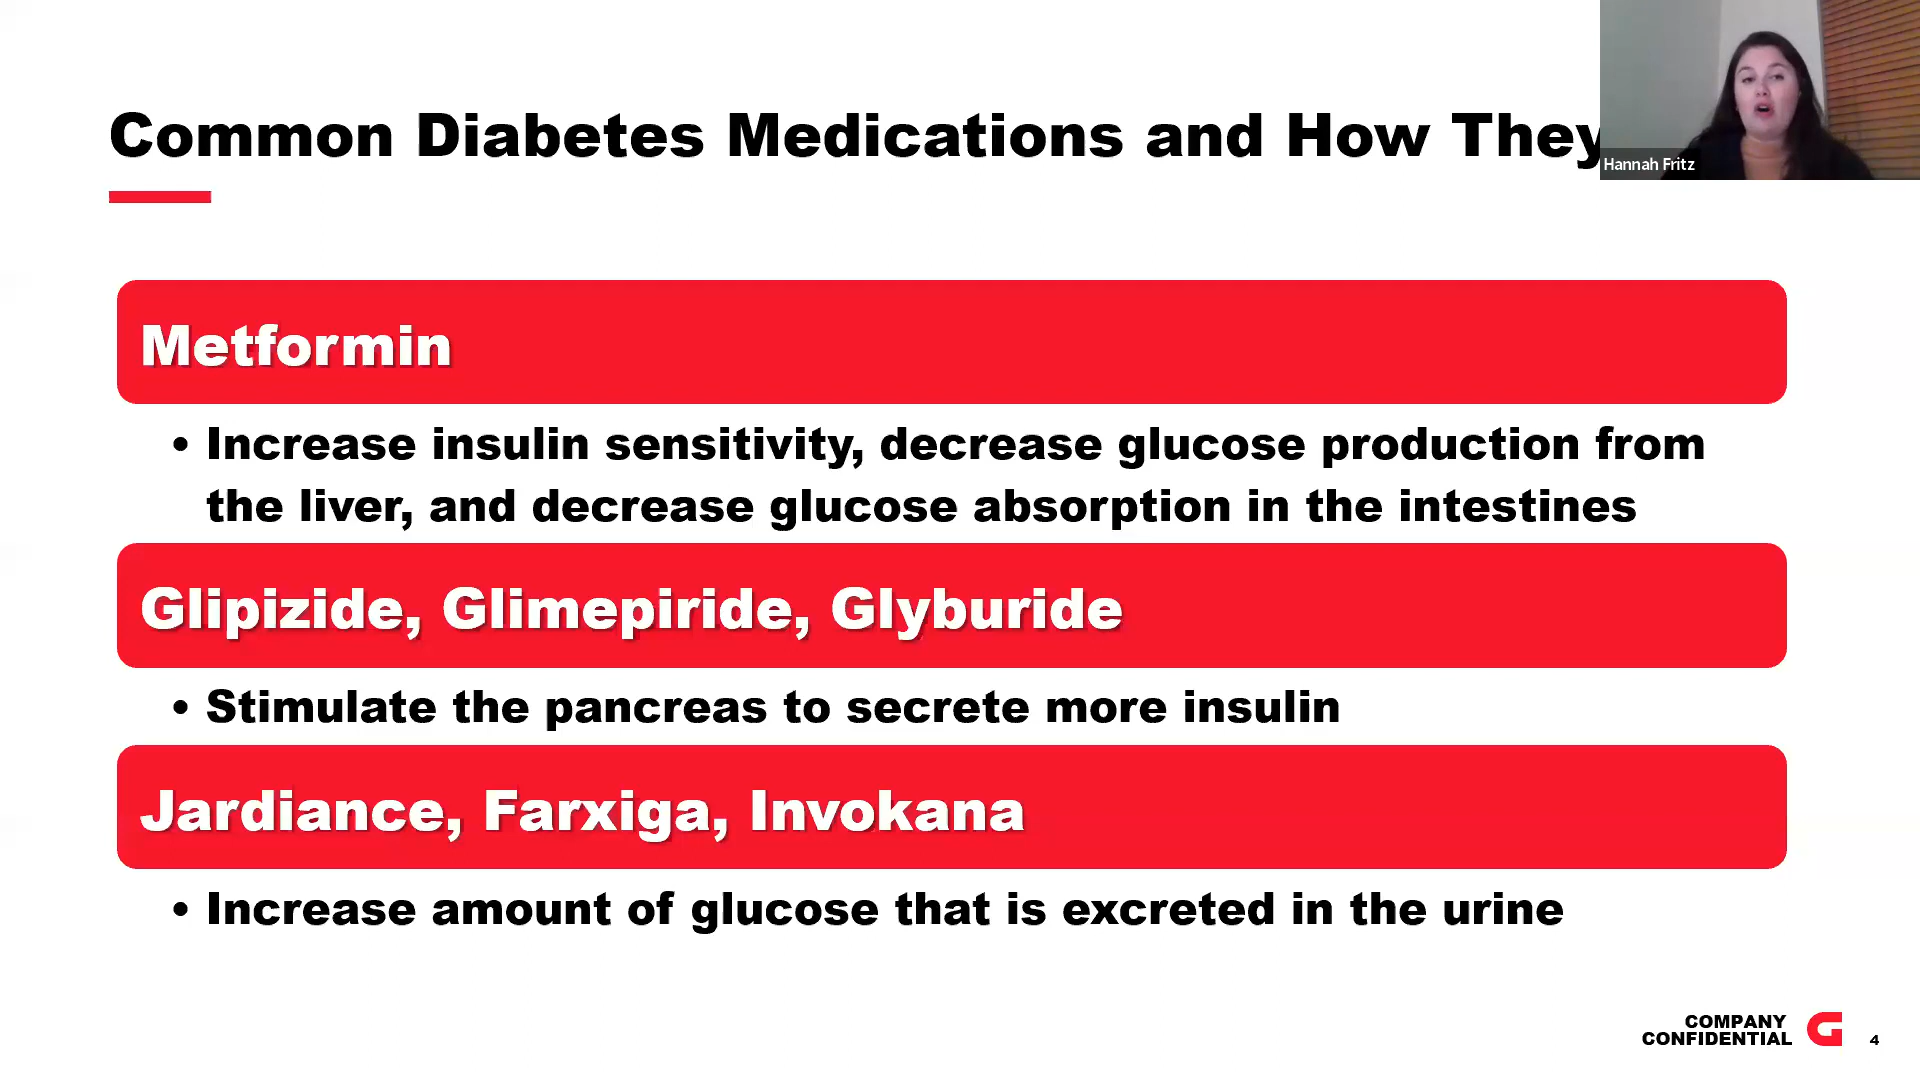 Common Diabetes Medications and How They
Hannah Fritz
Metformin
• Increase insulin sensitivity, decrease glucose production from
the liver, and decrease glucose absorption in the intestines
Glipizide, Glimepiride, Glyburide
• Stimulate the pancreas to secrete more insulin
Jardiance, Farxiga, Invokana
• Increase amount of glucose that is excreted in the urine
COMPANY
CONFIDENTIAL
G
4